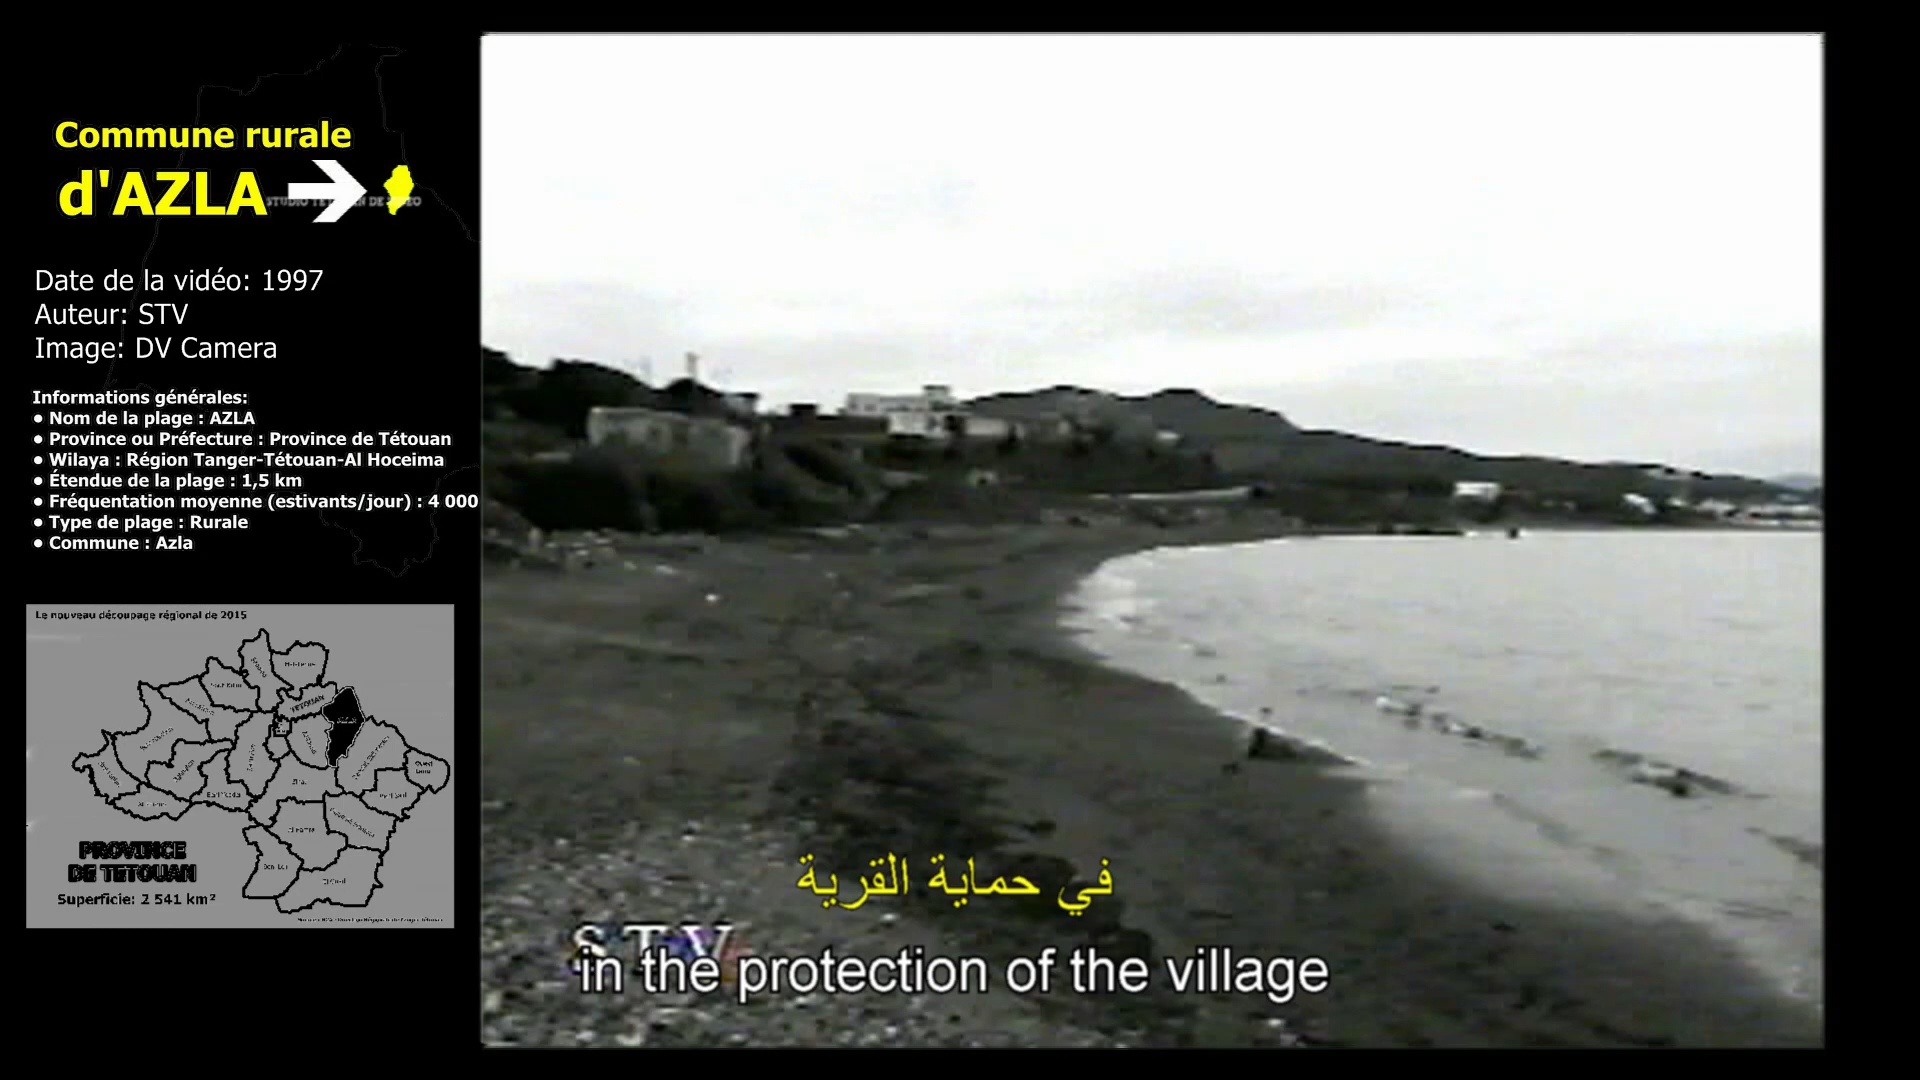 Commune rurale
d'AZLA
Date de la vidéo: 1997
Auteur: STV
Image: DV Camera
Informations générales:
● Nom de la plage : AZLA
● Province ou Préfecture : Province de Tétouan
● Wilaya : Région Tanger-Tétouan-Al Hoceima
● Étendue de la plage : 1,5 km
● Fréquentation moyenne (estivants/jour) : 4 000
● Type de plage : Rurale
● Commune : Azla
Le nouveau découpage régional de 2015
TETOUAN
AZLA
PROVINCE
DE TETOUAN
Superficie: 2 541 km²
في حماية القرية
STV
in the protection of the village